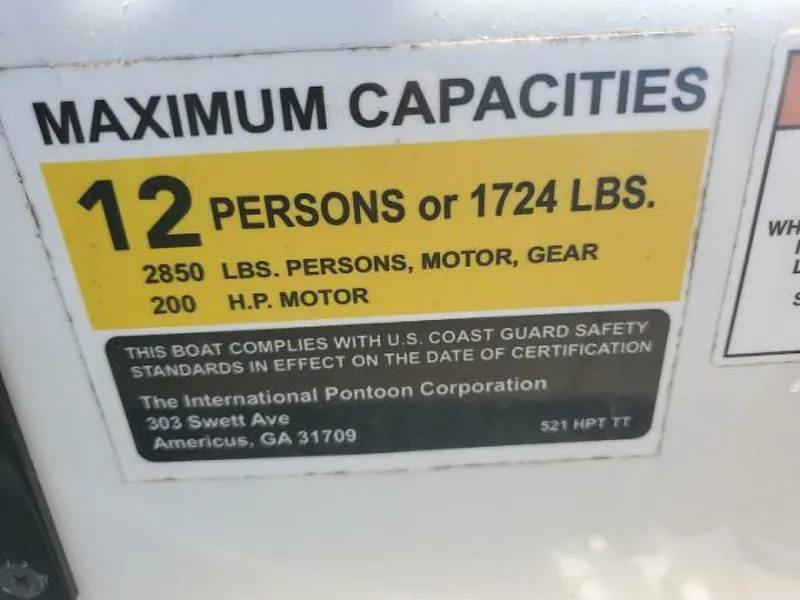 MAXIMUM CAPACITIES
12 PERSONS or 1724 LBS.
2850 LBS. PERSONS, MOTOR, GEAR
200 H.P. MOTOR
THIS BOAT COMPLIES WITH U.S. COAST GUARD SAFETY
STANDARDS IN EFFECT ON THE DATE OF CERTIFICATION
The International Pontoon Corporation
303 Swett Ave
Americus, GA 31709
521 HPT TT
WH
L
S